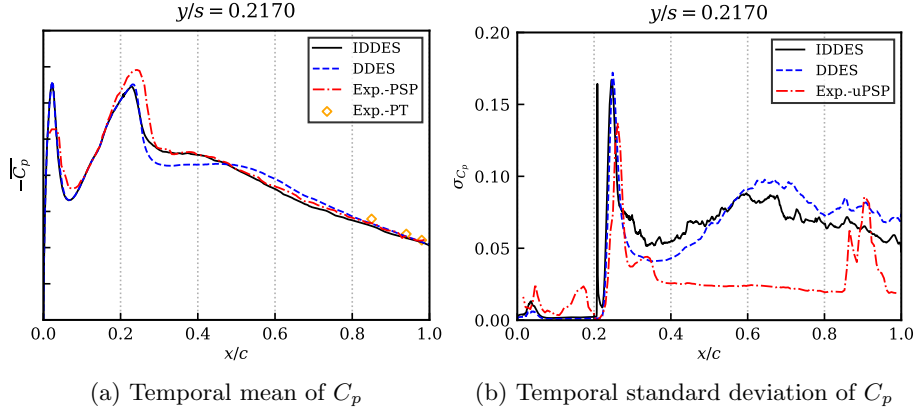 y/s = 0.2170
IDDES
DDES
Exp.-PSP
Exp.-PT
−C̅p̅
0.0 0.2 0.4 0.6 0.8 1.0
x/c
(a) Temporal mean of Cp
y/s = 0.2170
IDDES
DDES
Exp.-uPSP
0.20
0.15
0.10
0.05
0.00
σCp
0.0 0.2 0.4 0.6 0.8 1.0
x/c
(b) Temporal standard deviation of Cp